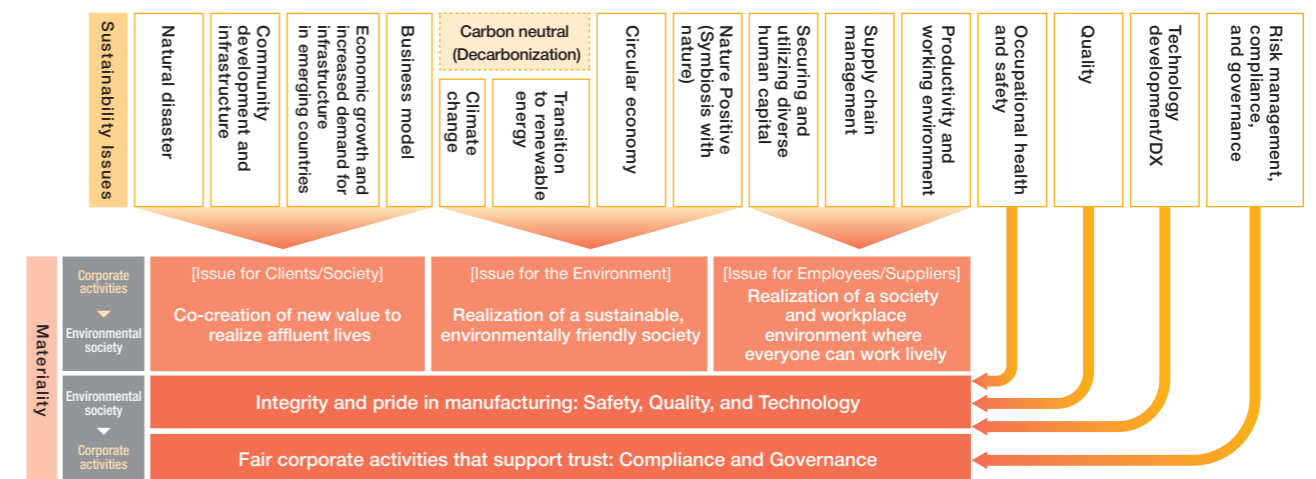 Sustainability Issues
Natural disaster
Community
development and
infrastructure
Economic growth and
increased demand for
infrastructure
in emerging countries
Business model
Carbon neutral
(Decarbonization)
Climate
change
Transition
to renewable
energy
Circular economy
Nature Positive
(Symbiosis with
nature)
Securing and
utilizing diverse
human capital
Supply chain
management
Productivity and
working environment
Occupational health
and safety
Quality
Technology
development/DX
Risk management,
compliance,
and governance
Materiality
Corporate
activities
Environmental
society
[Issue for Clients/Society]
Co-creation of new value to
realize affluent lives
[Issue for the Environment]
Realization of a sustainable,
environmentally friendly society
[Issue for Employees/Suppliers]
Realization of a society
and workplace
environment where
everyone can work lively
Environmental
society
Corporate
activities
Integrity and pride in manufacturing: Safety, Quality, and Technology
Fair corporate activities that support trust: Compliance and Governance